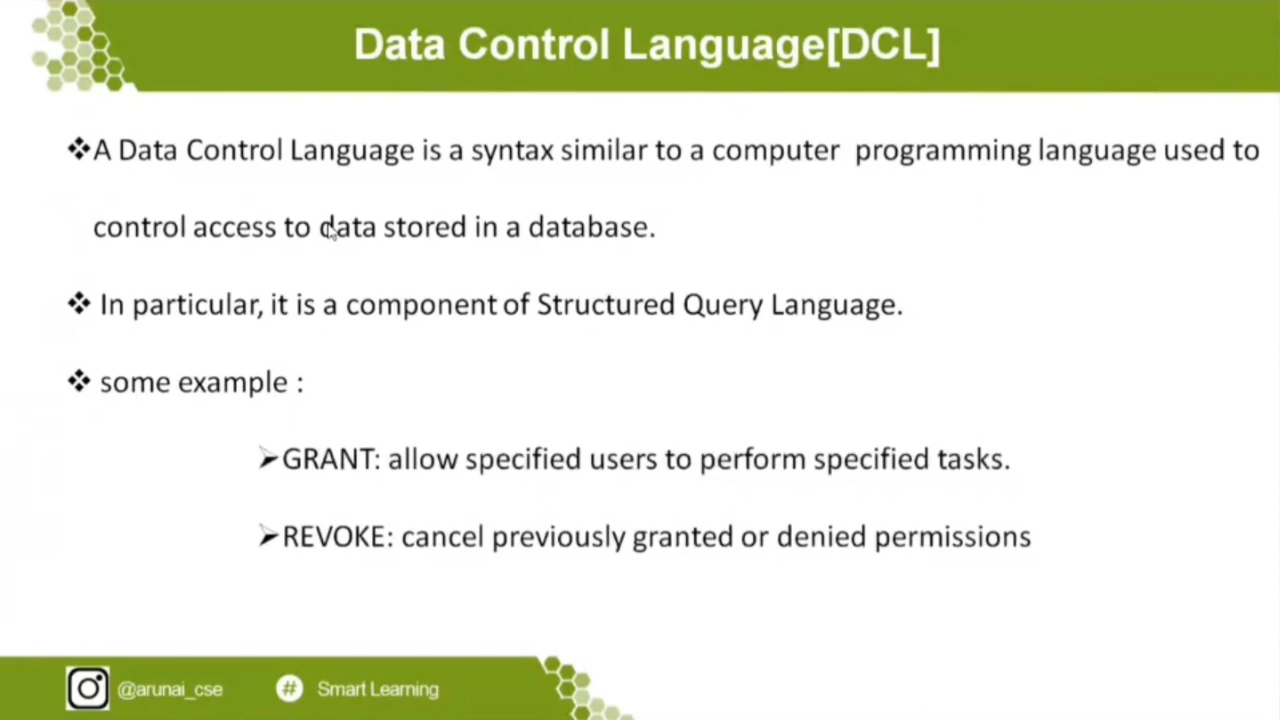 Data Control Language[DCL]
❖A Data Control Language is a syntax similar to a computer programming language used to
control access to data stored in a database.
❖ In particular, it is a component of Structured Query Language.
❖ some example :
➢GRANT: allow specified users to perform specified tasks.
➢REVOKE: cancel previously granted or denied permissions
@arunai_cse # Smart Learning